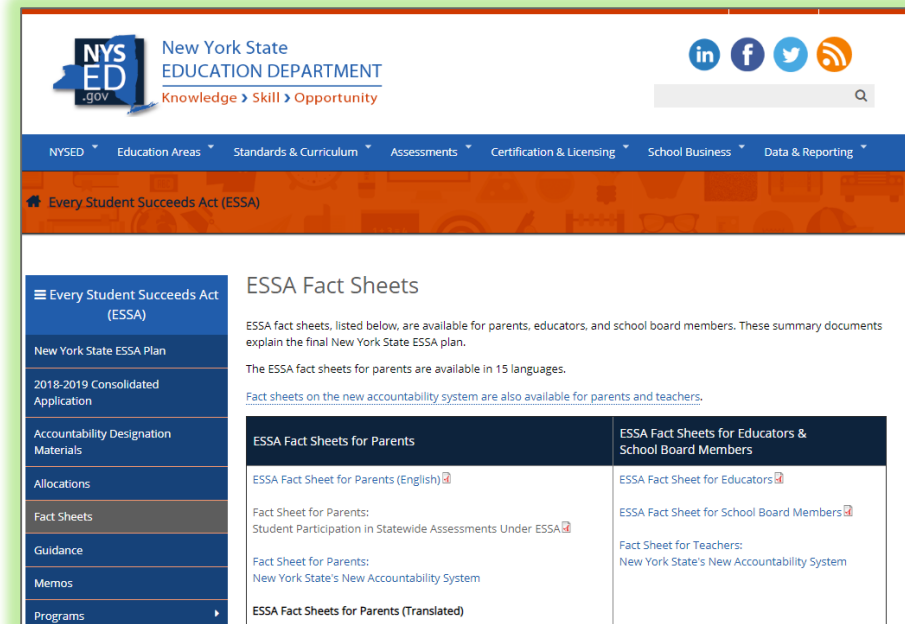 NYS
ED
.gov
New York State
EDUCATION DEPARTMENT
Knowledge > Skill > Opportunity
in
f
NYSED
Education Areas
Standards & Curriculum
Assessments
Certification & Licensing
School Business
Data & Reporting
Every Student Succeeds Act (ESSA)
Every Student Succeeds Act
(ESSA)
New York State ESSA Plan
2018-2019 Consolidated
Application
Accountability Designation
Materials
Allocations
Fact Sheets
Guidance
Memos
Programs
ESSA Fact Sheets
ESSA fact sheets, listed below, are available for parents, educators, and school board members. These summary documents
explain the final New York State ESSA plan.
The ESSA fact sheets for parents are available in 15 languages.
Fact sheets on the new accountability system are also available for parents and teachers.
ESSA Fact Sheets for Parents
ESSA Fact Sheet for Parents (English)
Fact Sheet for Parents:
Student Participation in Statewide Assessments Under ESSA
Fact Sheet for Parents:
New York State's New Accountability System
ESSA Fact Sheets for Parents (Translated)
ESSA Fact Sheets for Educators &
School Board Members
ESSA Fact Sheet for Educators
ESSA Fact Sheet for School Board Members
Fact Sheet for Teachers:
New York State's New Accountability System